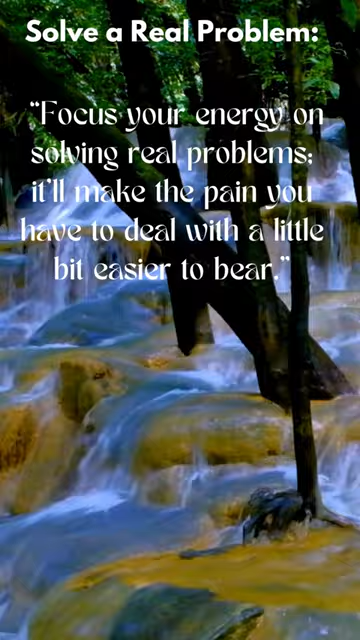 Solve a Real Problem:
“Focus your energy on
solving real problems;
it’ll make the pain you
have to deal with a little
bit easier to bear.”